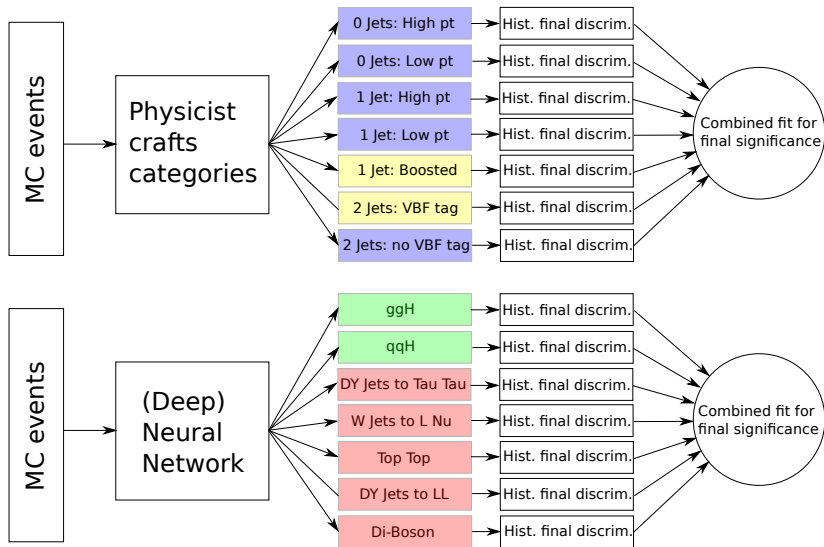 MC events
Physicist
crafts
categories
0 Jets: High pt
Hist. final discrim.
0 Jets: Low pt
Hist. final discrim.
1 Jet: High pt
Hist. final discrim.
1 Jet: Low pt
Hist. final discrim.
1 Jet: Boosted
Hist. final discrim.
2 Jets: VBF tag
Hist. final discrim.
2 Jets: no VBF tag
Hist. final discrim.
Combined fit for
final significance
MC events
(Deep)
Neural
Network
ggH
Hist. final discrim.
qqH
Hist. final discrim.
DY Jets to Tau Tau
Hist. final discrim.
W Jets to L Nu
Hist. final discrim.
Top Top
Hist. final discrim.
DY Jets to LL
Hist. final discrim.
Di-Boson
Hist. final discrim.
Combined fit for
final significance